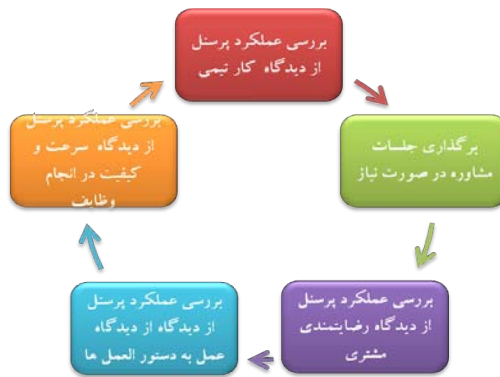 بررسی عملکرد پرسنل
از دیدگاه کار تیمی
برگذاری جلسات
مشاوره در صورت نیاز
بررسی عملکرد پرسنل
از دیدگاه رضایتمندی
مشتری
بررسی عملکرد پرسنل
از دیدگاه از دیدگاه
عمل به دستور العمل ها
بررسی عملکرد پرسنل
از دیدگاه سرعت و
کیفیت در انجام
وظایف